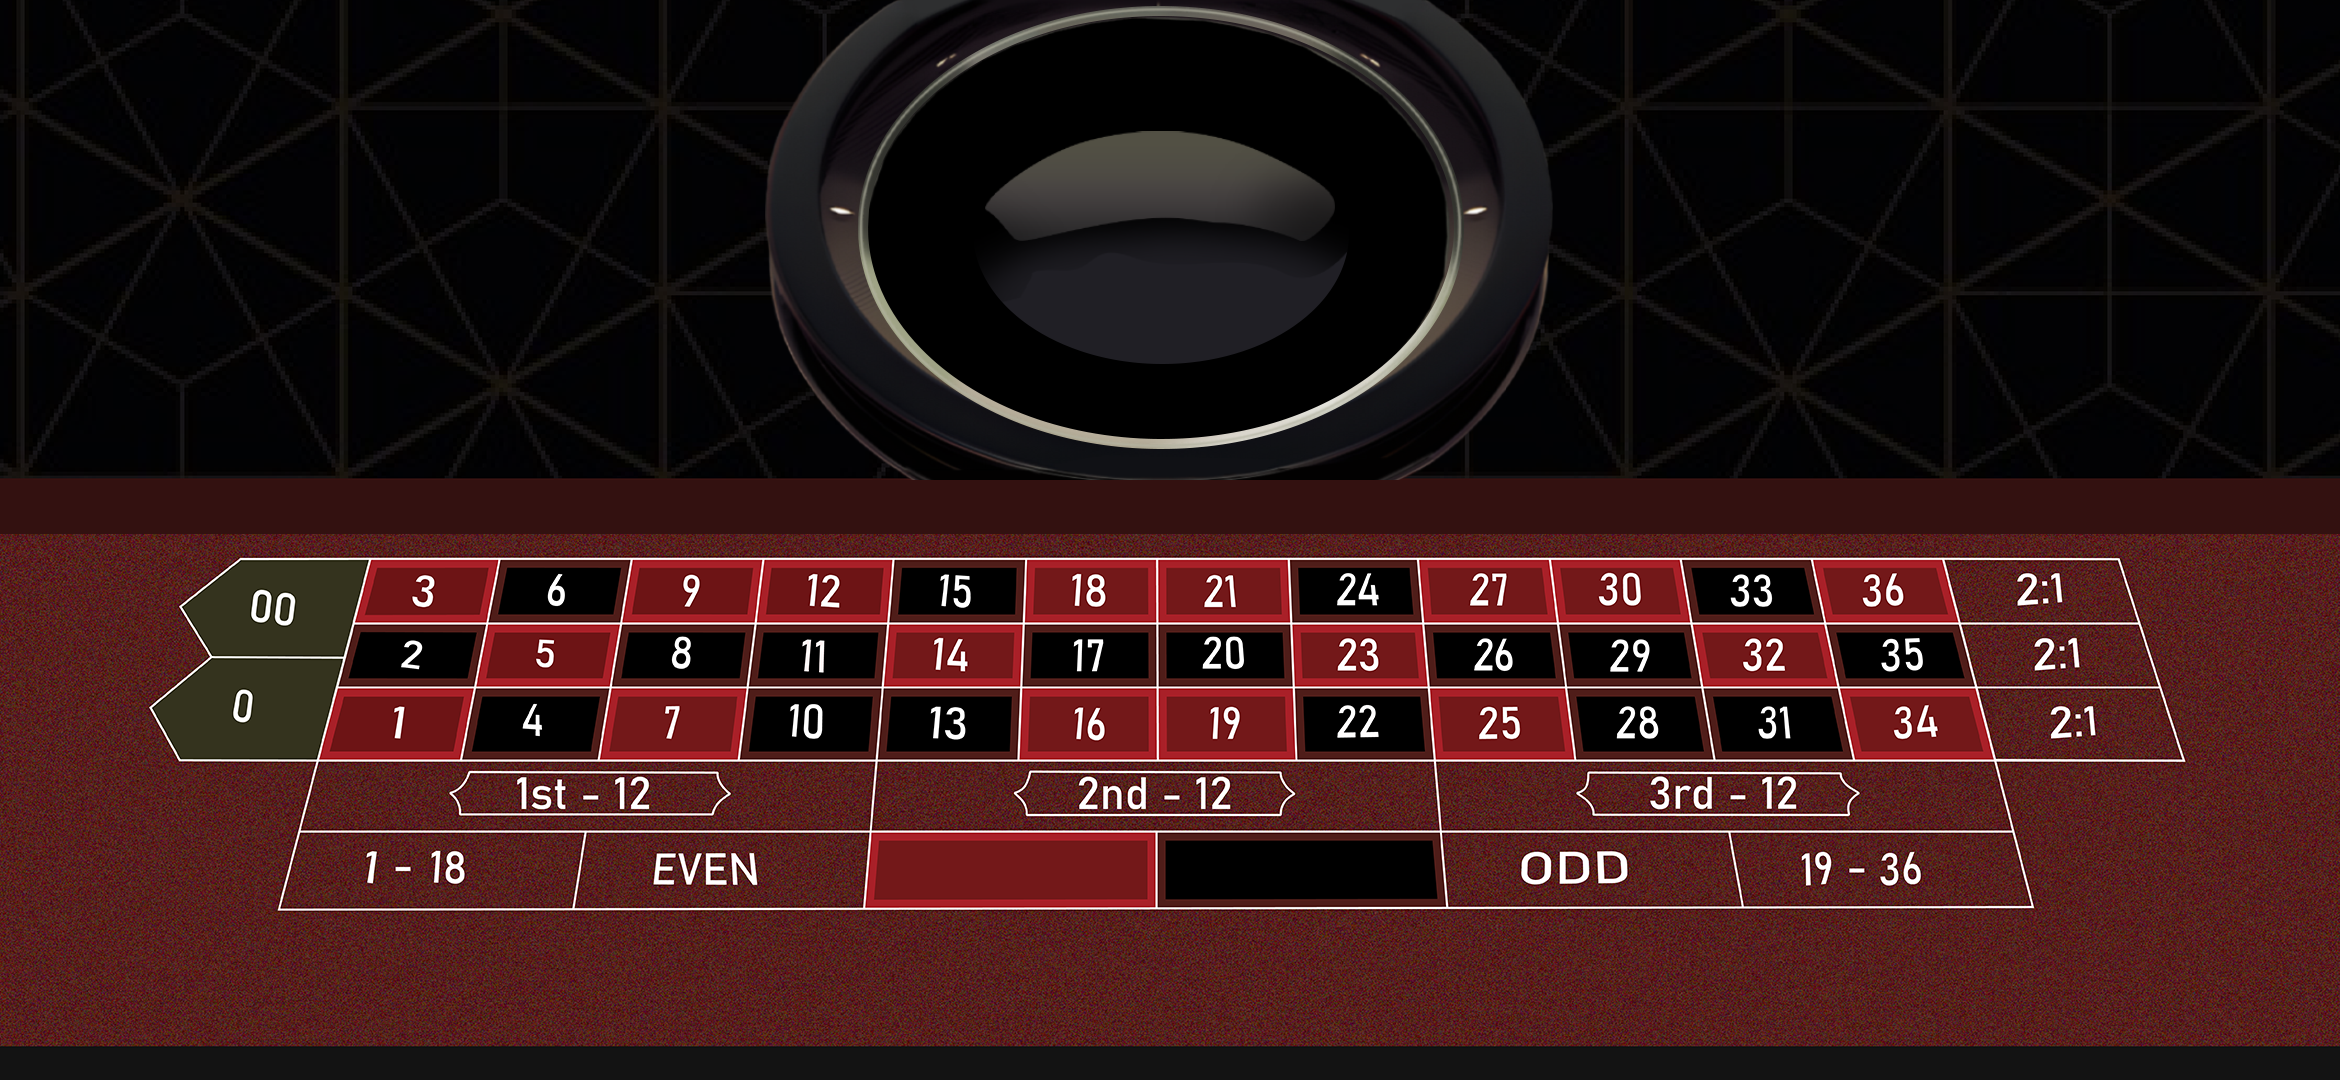 00 3 6 9 12 15 18 21 24 27 30 33 36 2:1
2 5 8 11 14 17 20 23 26 29 32 35 2:1
0 1 4 7 10 13 16 19 22 25 28 31 34 2:1
1st - 12 2nd - 12 3rd - 12
1 - 18 EVEN ODD 19 - 36